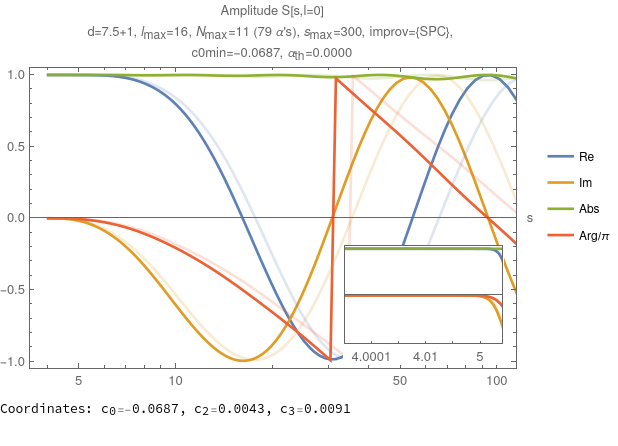 Amplitude S[s,l=0]
d=7.5+1, lmax=16, Nmax=11 (79 α's), smax=300, improv={SPC},
c0min=-0.0687, αth=0.0000
1.0
0.5
0.0
-0.5
-1.0
s
4.0001 4.01 5
5 10 50 100
Re
Im
Abs
Arg/π
Coordinates: c0=-0.0687, c2=0.0043, c3=0.0091